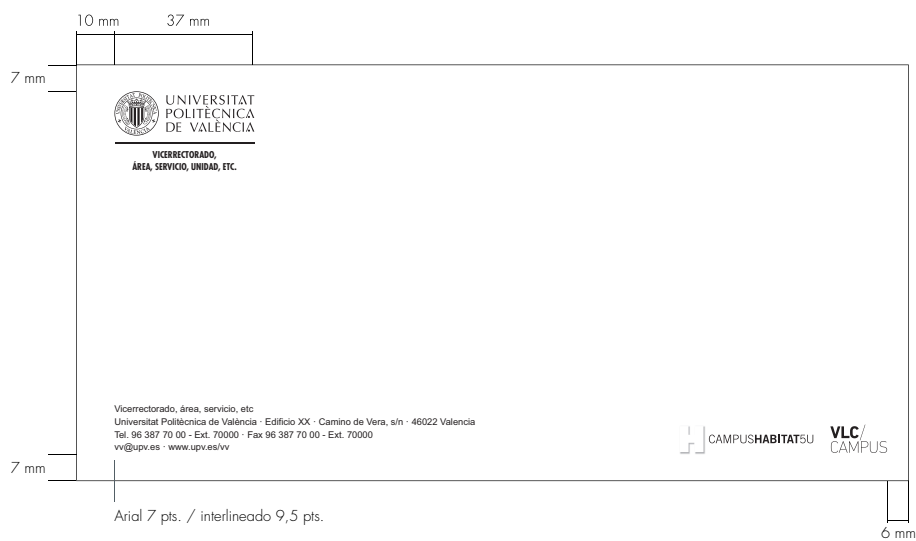 10 mm 37 mm
7 mm
UNIVERSITAT
POLITÈCNICA
DE VALÈNCIA
VICERRECTORADO,
ÁREA, SERVICIO, UNIDAD, ETC.
Vicerrectorado, área, servicio, etc
Universitat Politècnica de València · Edificio XX · Camino de Vera, s/n · 46022 Valencia
Tel. 96 387 70 00 - Ext. 70000 · Fax 96 387 70 00 - Ext. 70000
vv@upv.es · www.upv.es/vv
H CAMPUSHABITAT5U
VLC/
CAMPUS
7 mm
Arial 7 pts. / interlineado 9,5 pts.
6 mm